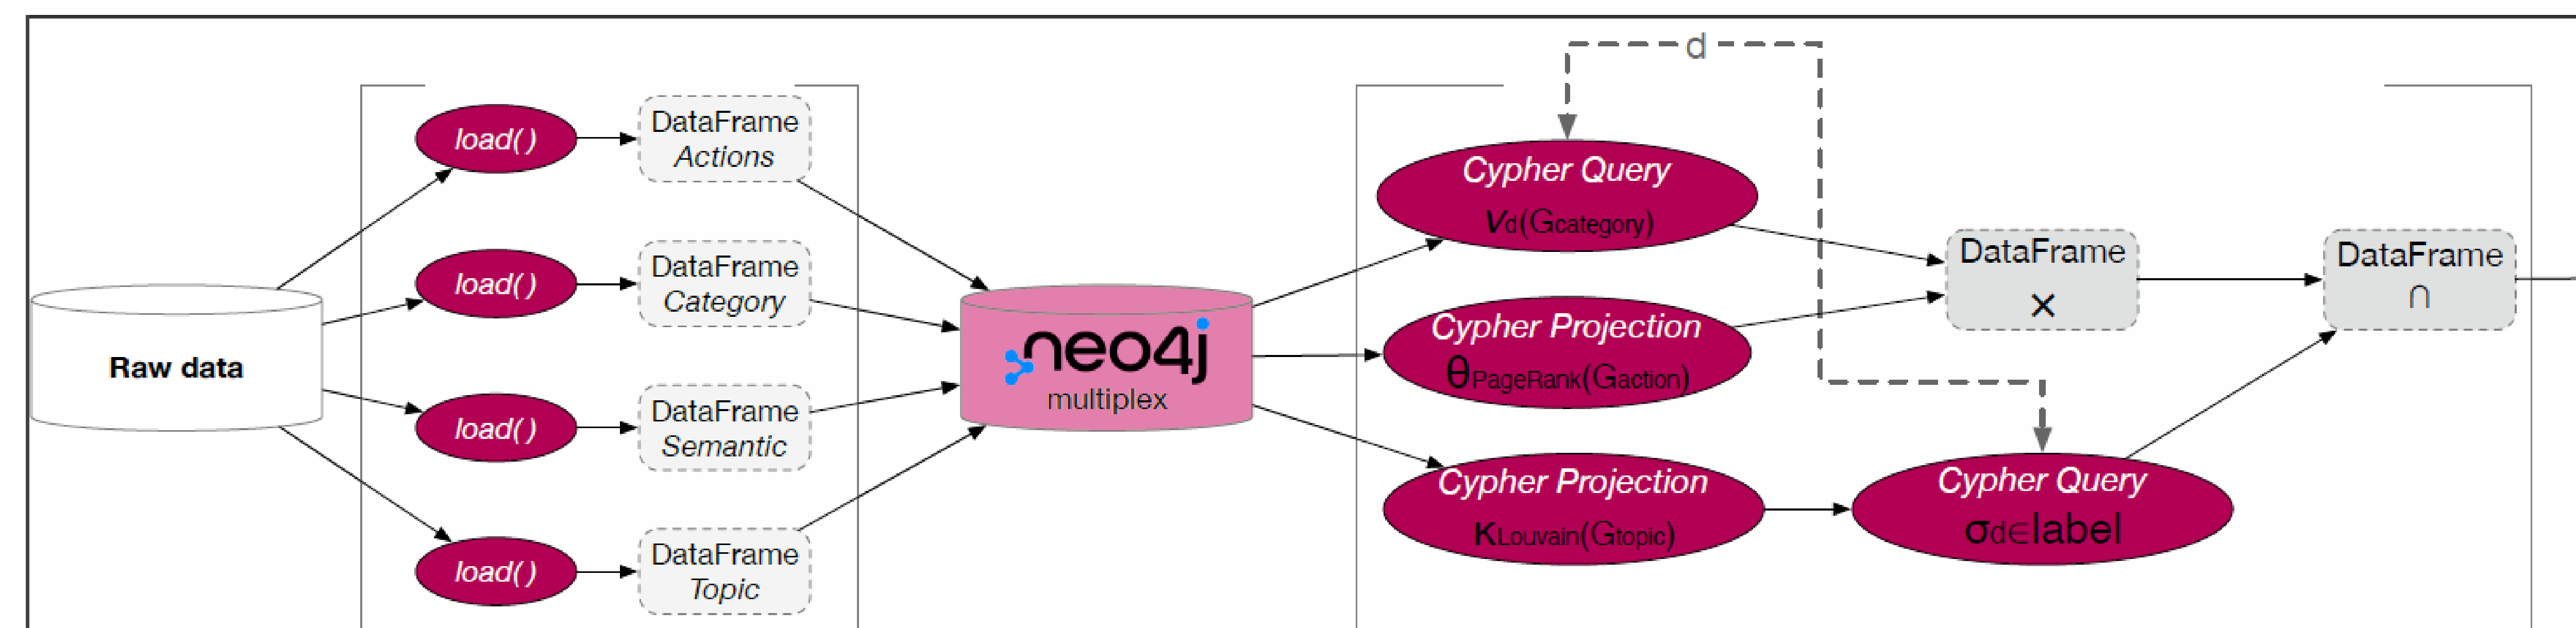 d
load()
DataFrame
Actions
load()
DataFrame
Category
load()
DataFrame
Semantic
load()
DataFrame
Topic
Raw data
neo4j
multiplex
Cypher Query
Vd(Gcategory)
Cypher Projection
θPageRank(Gaction)
Cypher Projection
KLouvain(Gtopic)
DataFrame
×
DataFrame
∩
Cypher Query
σd∈label